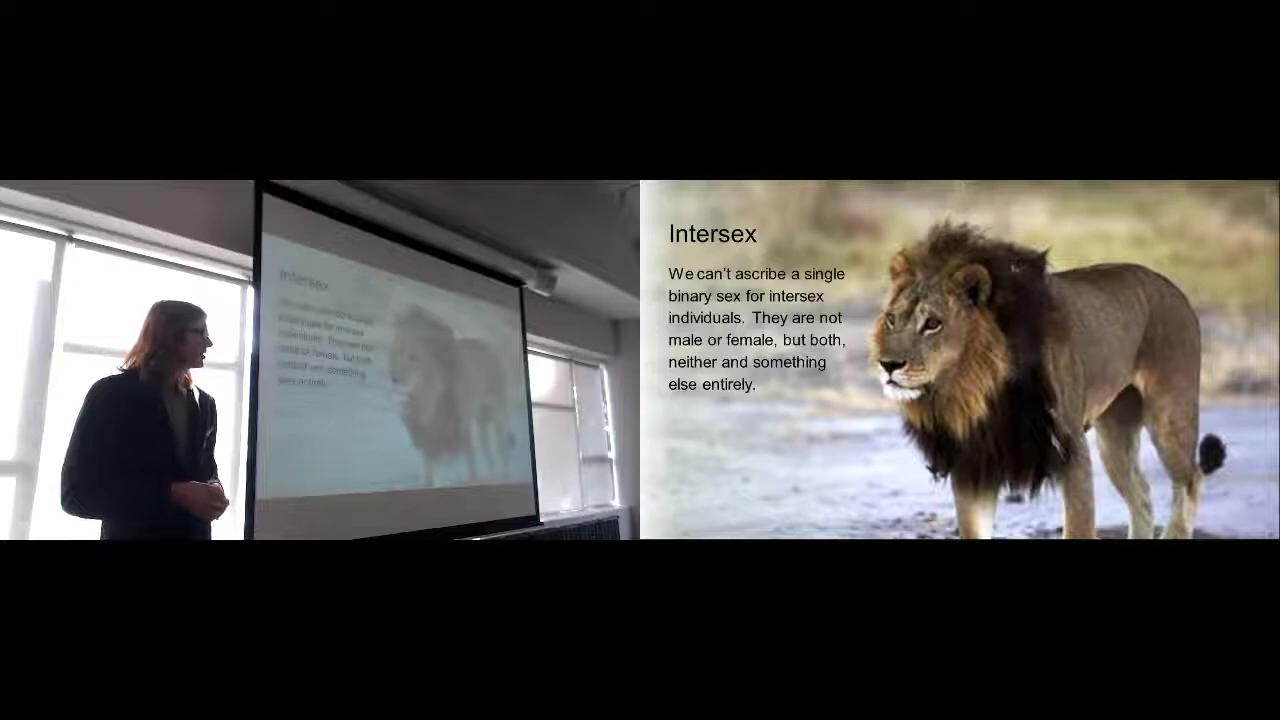 Intersex
Intersex
We can't ascribe a single
binary sex for intersex
individuals. They are not
male or female, but both,
neither and something
else entirely.